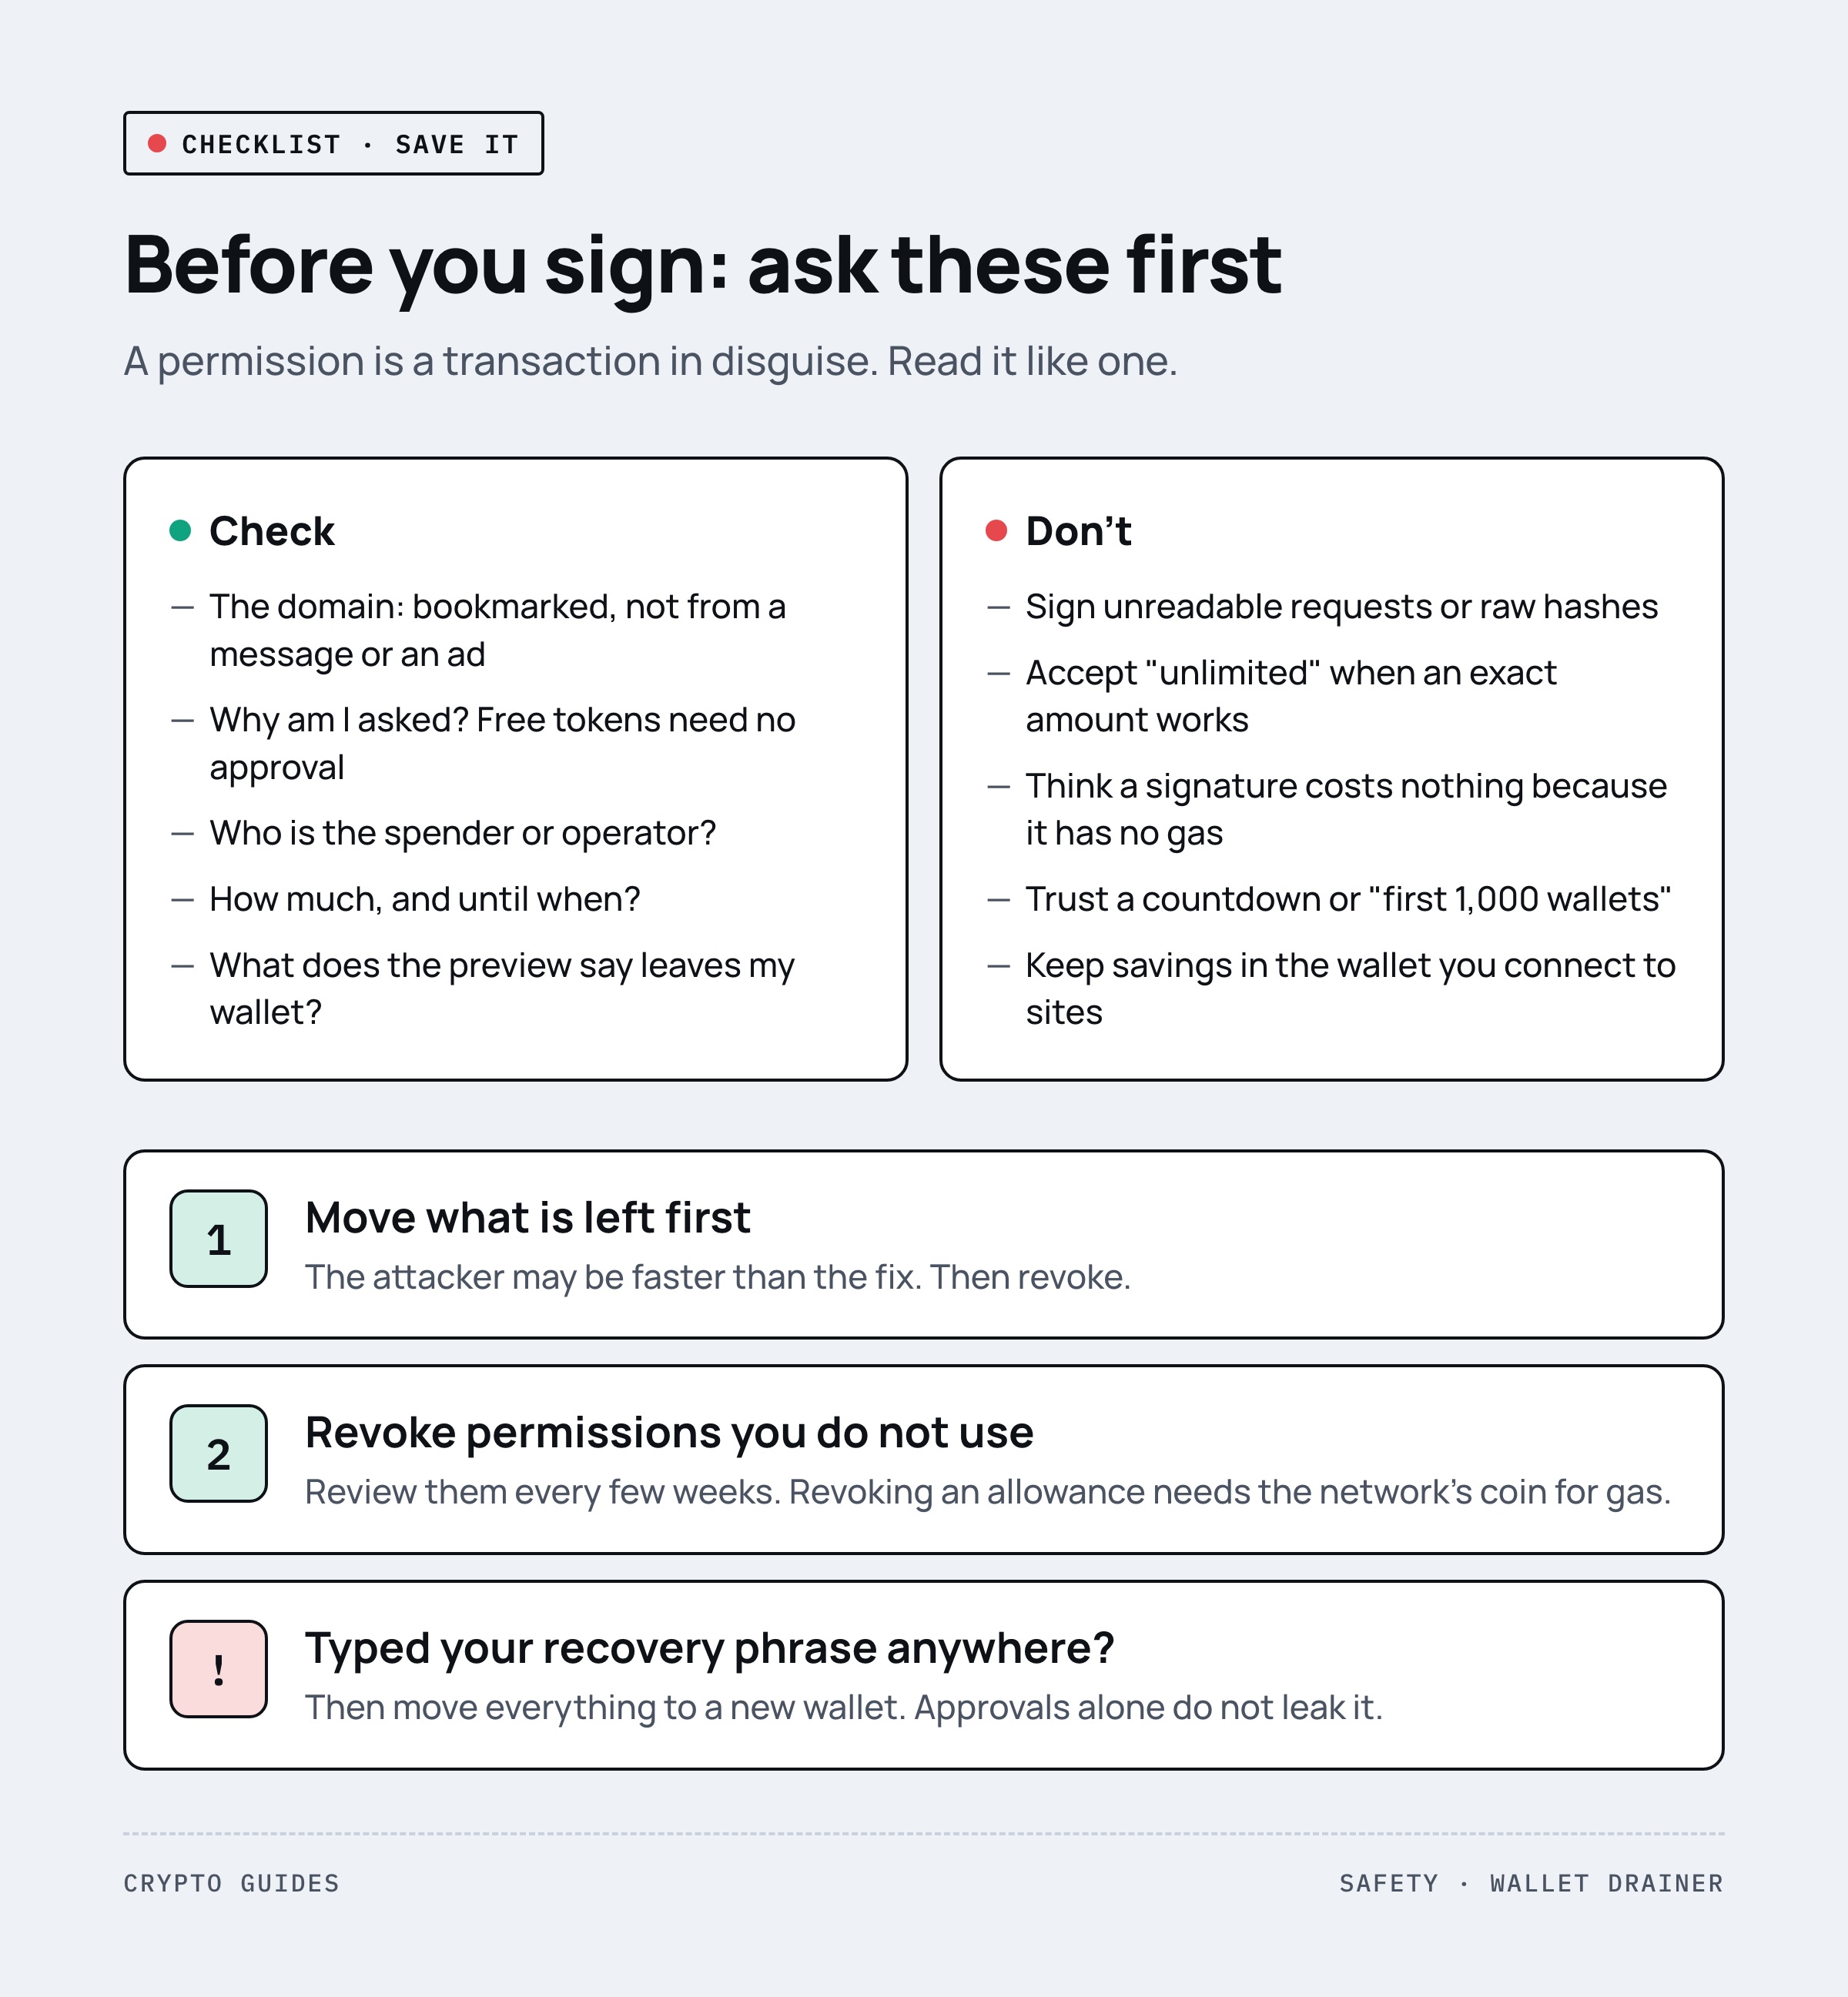 CHECKLIST · SAVE IT
Before you sign: ask these first
A permission is a transaction in disguise. Read it like one.
Check
— The domain: bookmarked, not from a
message or an ad
— Why am I asked? Free tokens need no
approval
— Who is the spender or operator?
— How much, and until when?
— What does the preview say leaves my
wallet?
Don’t
— Sign unreadable requests or raw hashes
— Accept "unlimited" when an exact
amount works
— Think a signature costs nothing because
it has no gas
— Trust a countdown or "first 1,000 wallets"
— Keep savings in the wallet you connect to
sites
1
Move what is left first
The attacker may be faster than the fix. Then revoke.
2
Revoke permissions you do not use
Review them every few weeks. Revoking an allowance needs the network’s coin for gas.
!
Typed your recovery phrase anywhere?
Then move everything to a new wallet. Approvals alone do not leak it.
CRYPTO GUIDES
SAFETY · WALLET DRAINER